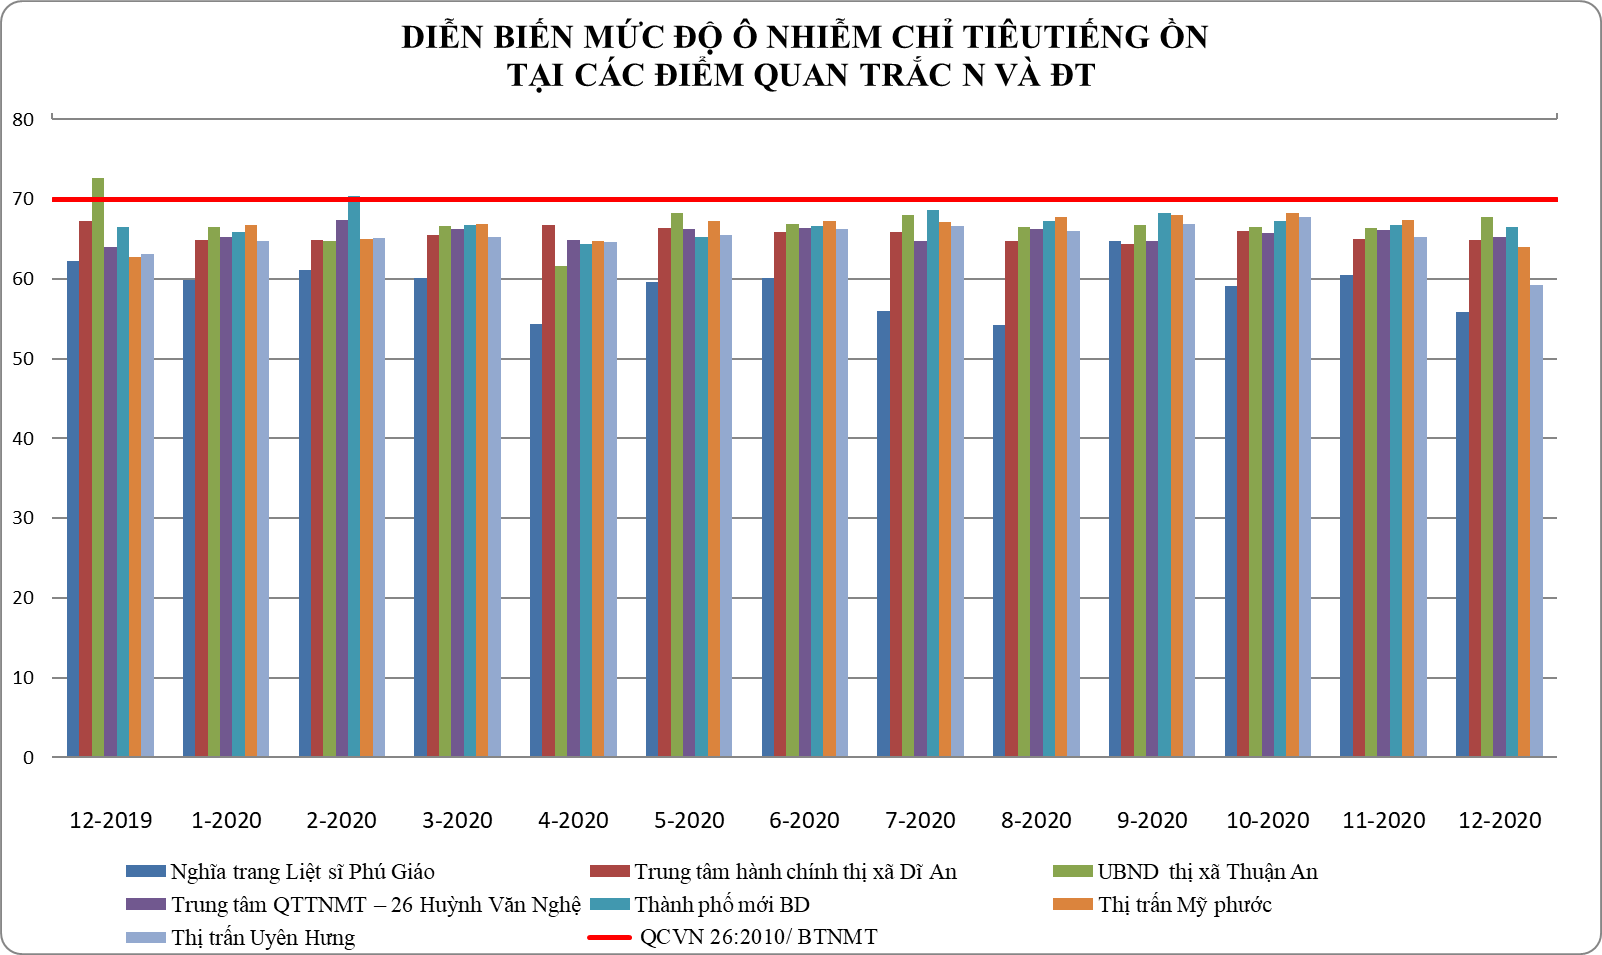 DIỄN BIẾN MỨC ĐỘ Ô NHIỄM CHỈ TIÊUTIẾNG ỒN
TẠI CÁC ĐIỂM QUAN TRẮC N VÀ ĐT
80
70
60
50
40
30
20
10
0
12-2019 1-2020 2-2020 3-2020 4-2020 5-2020 6-2020 7-2020 8-2020 9-2020 10-2020 11-2020 12-2020
Nghĩa trang Liệt sĩ Phú Giáo Trung tâm hành chính thị xã Dĩ An UBND thị xã Thuận An
Trung tâm QTTNMT – 26 Huỳnh Văn Nghệ Thành phố mới BD Thị trấn Mỹ phước
Thị trấn Uyên Hưng QCVN 26:2010/ BTNMT